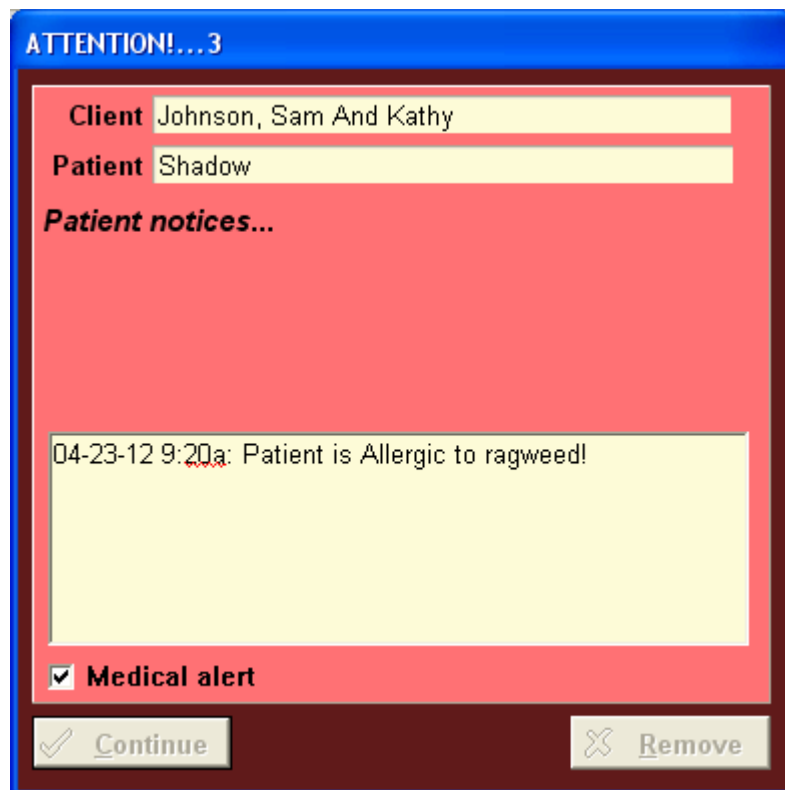 ATTENTION!...3
Client Johnson, Sam And Kathy
Patient Shadow
Patient notices...
04-23-12 9:20a: Patient is Allergic to ragweed!
Medical alert
Continue Remove